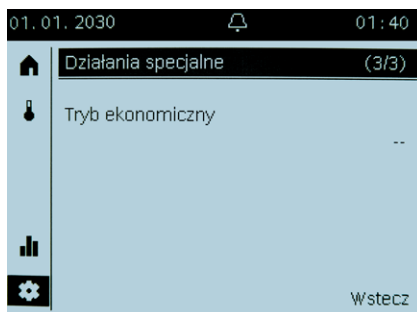 01.01.2030 01:40
Działania specjalne (3/3)
Tryb ekonomiczny
--
Wstecz